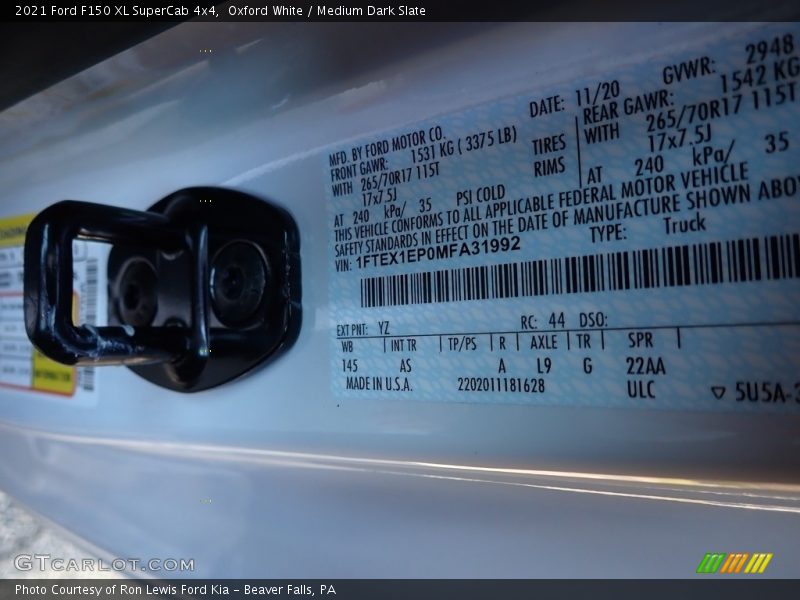 2021 Ford F150 XL SuperCab 4x4,  Oxford White / Medium Dark Slate
MFD. BY FORD MOTOR CO.
DATE: 11/20
GVWR: 2948
FRONT GAWR: 1531 KG ( 3375 LB)
REAR GAWR: 1542 KG
WITH 265/70R17 115T
TIRES WITH 265/70R17 115T
17x7.5J
RIMS 17x7.5J
AT 240 kPa/ 35 PSI COLD
AT 240 kPa/ 35
THIS VEHICLE CONFORMS TO ALL APPLICABLE FEDERAL MOTOR VEHICLE
SAFETY STANDARDS IN EFFECT ON THE DATE OF MANUFACTURE SHOWN ABO
VIN: 1FTEX1EP0MFA31992
TYPE: Truck
EXT PNT: YZ RC: 44 DSO:
WB INT TR TP/PS R AXLE TR SPR
145 AS A L9 G 22AA
MADE IN U.S.A. 2202011181628 ULC 5U5A-
GTCARLOT.COM
Photo Courtesy of Ron Lewis Ford Kia - Beaver Falls, PA